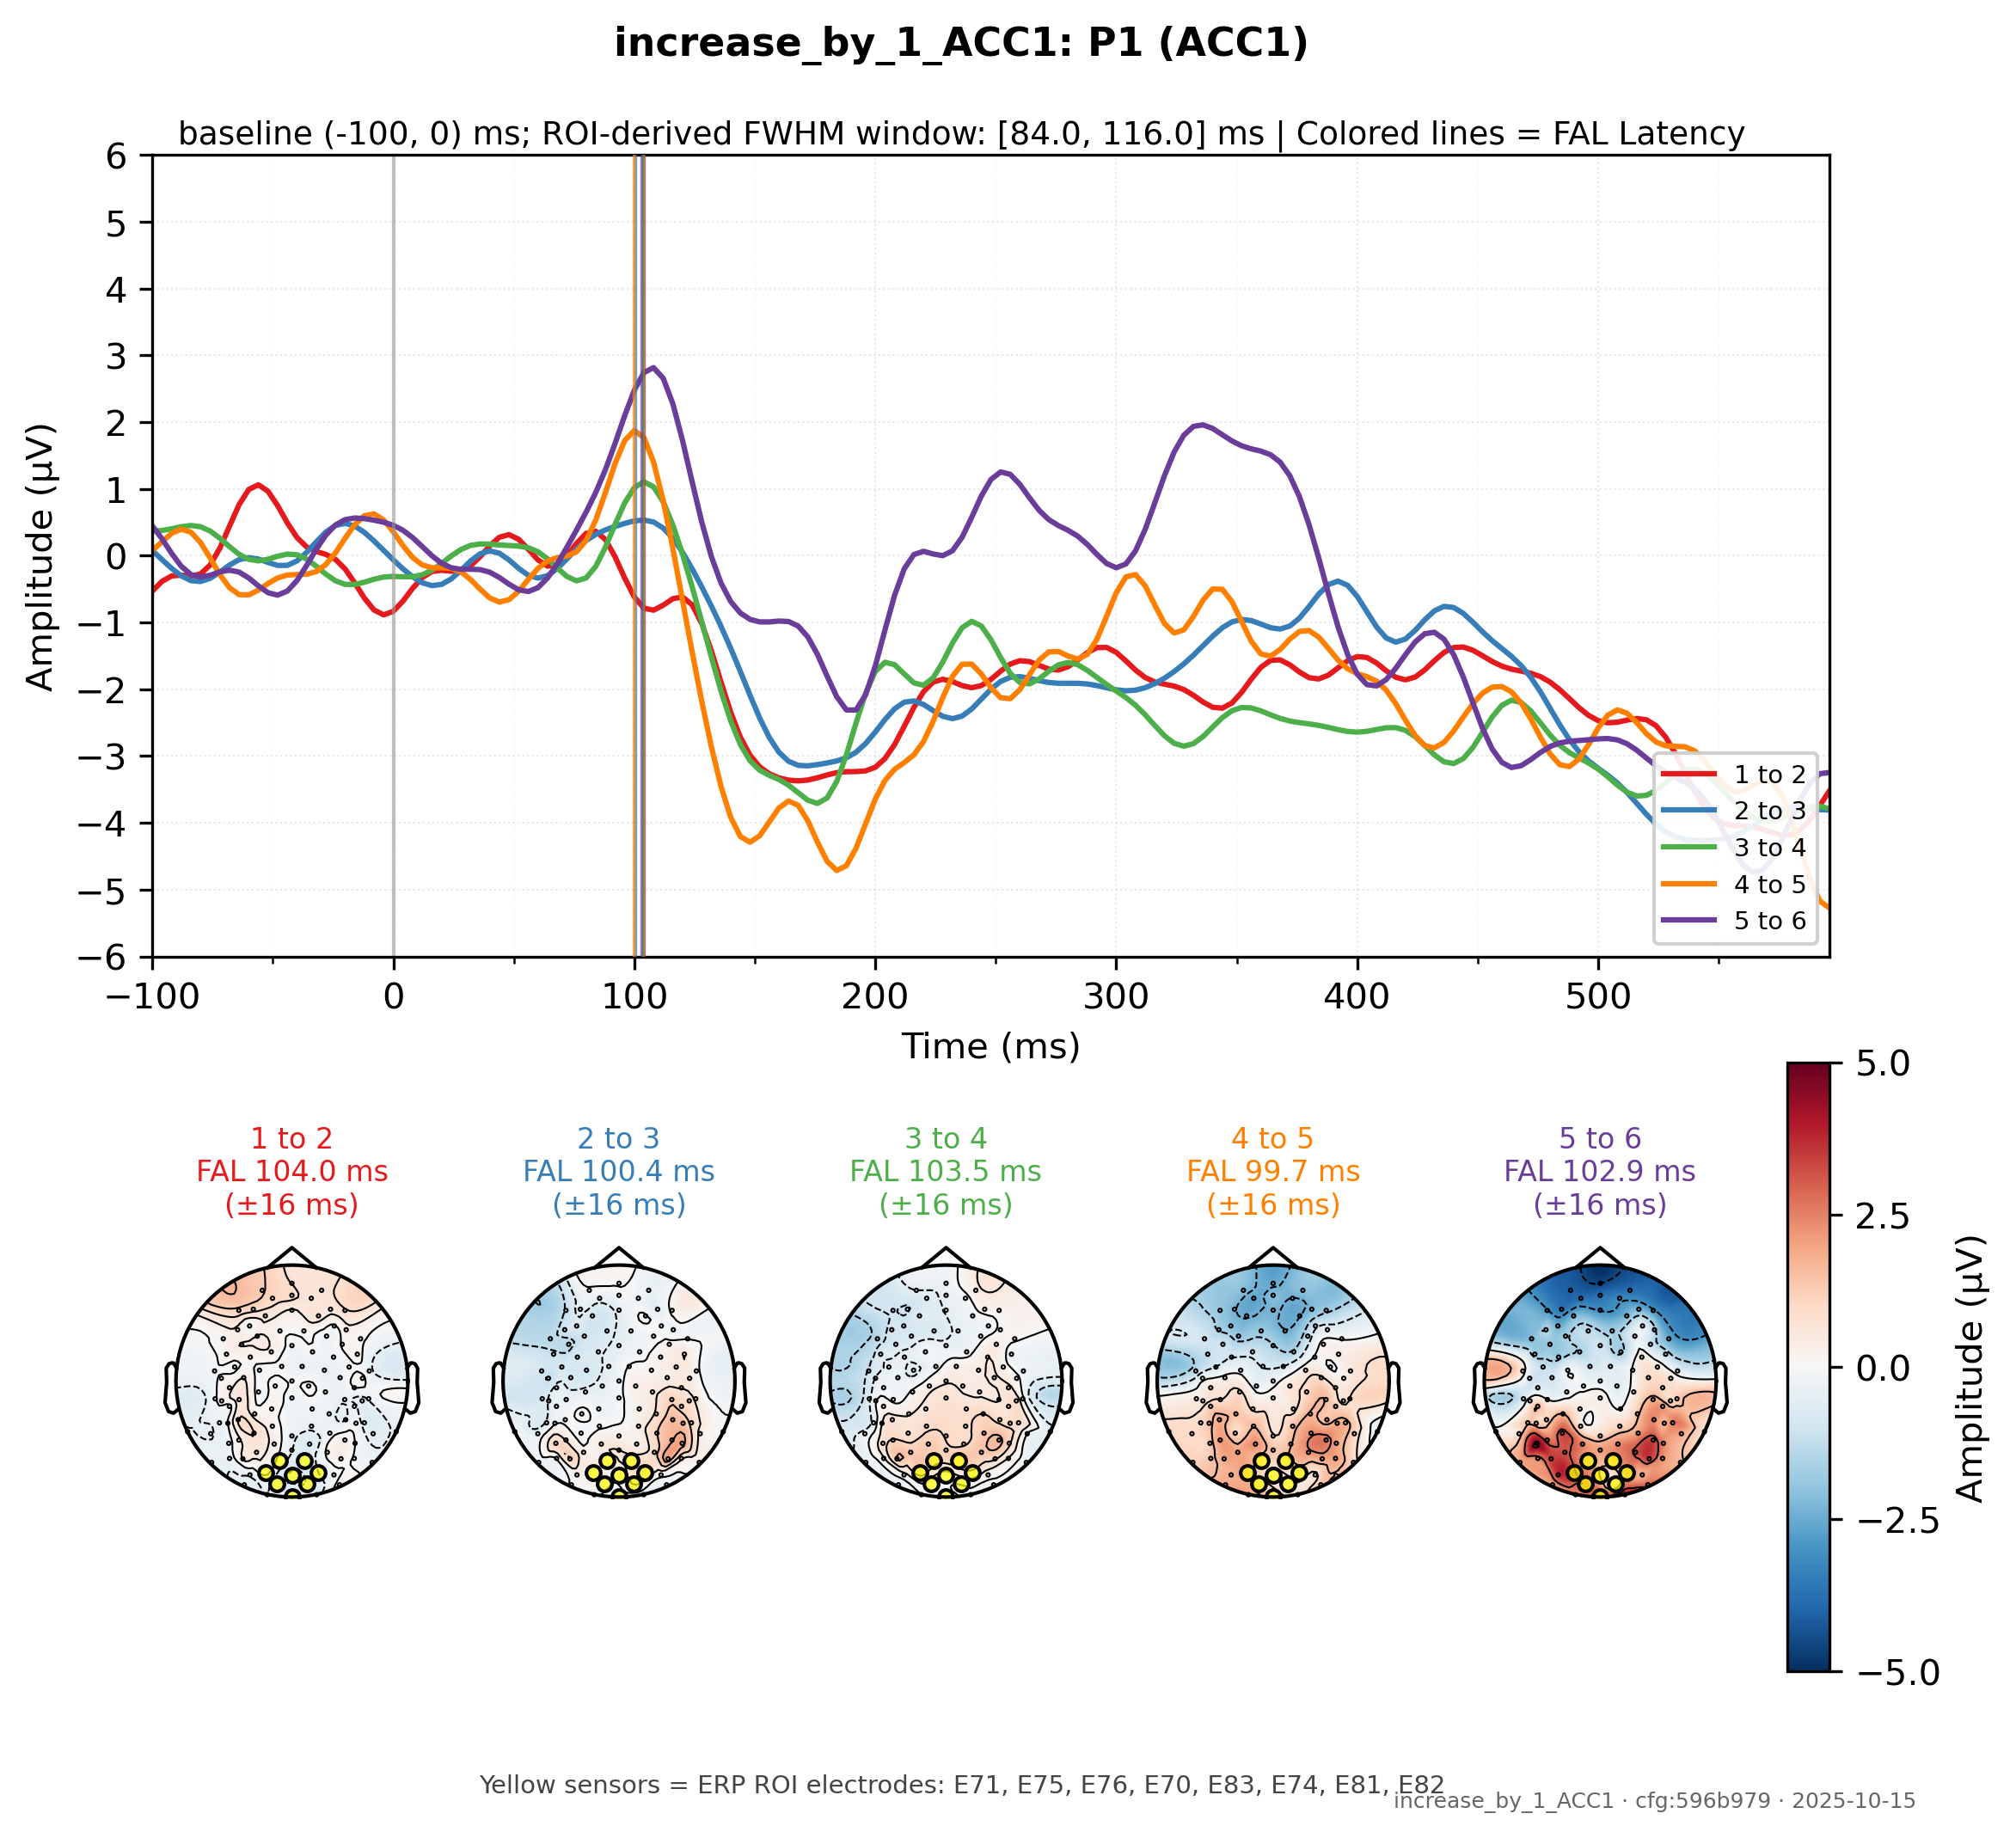 increase_by_1_ACC1: P1 (ACC1)
baseline (-100, 0) ms; ROI-derived FWHM window: [84.0, 116.0] ms | Colored lines = FAL Latency
Amplitude (µV)
6
5
4
3
2
1
0
−1
−2
−3
−4
−5
−6
1 to 2
2 to 3
3 to 4
4 to 5
5 to 6
−100
0
100
200
300
400
500
Time (ms)
1 to 2
FAL 104.0 ms
(±16 ms)
2 to 3
FAL 100.4 ms
(±16 ms)
3 to 4
FAL 103.5 ms
(±16 ms)
4 to 5
FAL 99.7 ms
(±16 ms)
5 to 6
FAL 102.9 ms
(±16 ms)
5.0
2.5
0.0
−2.5
−5.0
Amplitude (µV)
Yellow sensors = ERP ROI electrodes: E71, E75, E76, E70, E83, E74, E81, E82
increase_by_1_ACC1 · cfg:596b979 · 2025-10-15